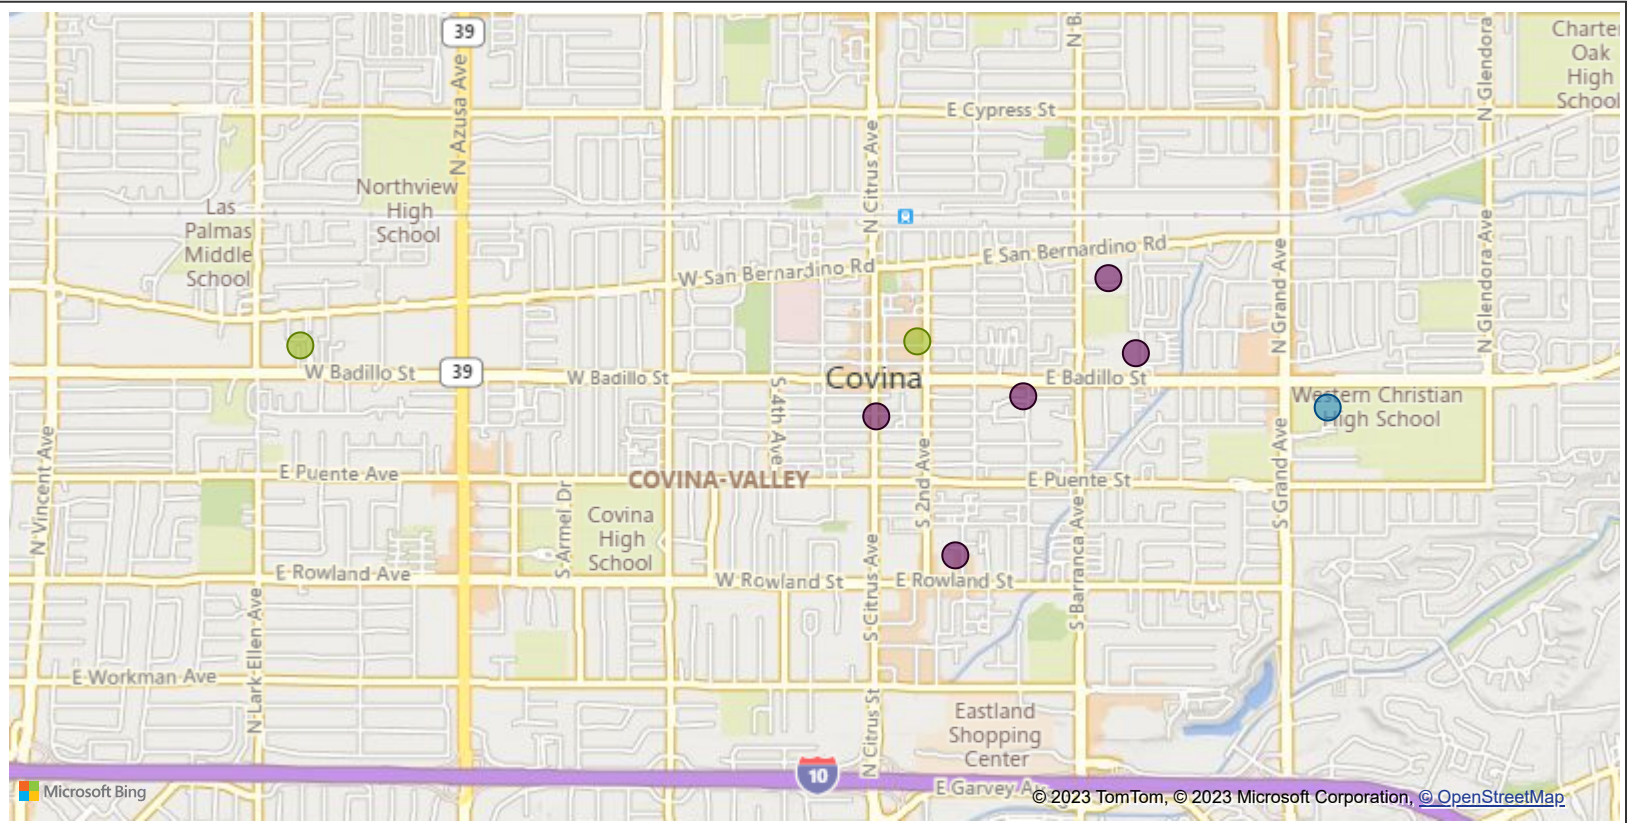 39
N Azusa Ave
N Citrus Ave
E Cypress St
N Glendora
Charter
Oak
High
School
Las
Palmas
Middle
School
Northview
High
School
W San Bernardino Rd
E San Bernardino Rd
N Grand Ave
N Glendora Ave
W Badillo St
39
W Badillo St
Covina
E Badillo St
Western Christian
High School
S 4th Ave
N Vincent Ave
E Puente Ave
COVINA-VALLEY
S 2nd Ave
E Puente St
S Grand Ave
S Armel Dr
Covina
High
School
S Barranca Ave
E Rowland Ave
W Rowland St
S Citrus Ave
E Rowland St
E Workman Ave
N Lark Ellen Ave
N Citrus St
Eastland
Shopping
Center
10
E Garvey
Microsoft Bing
© 2023 TomTom, © 2023 Microsoft Corporation, © OpenStreetMap